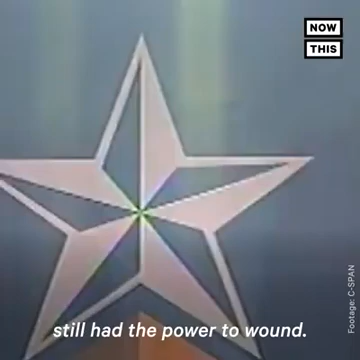 NOW
THIS
still had the power to wound.
Footage: C-SPAN